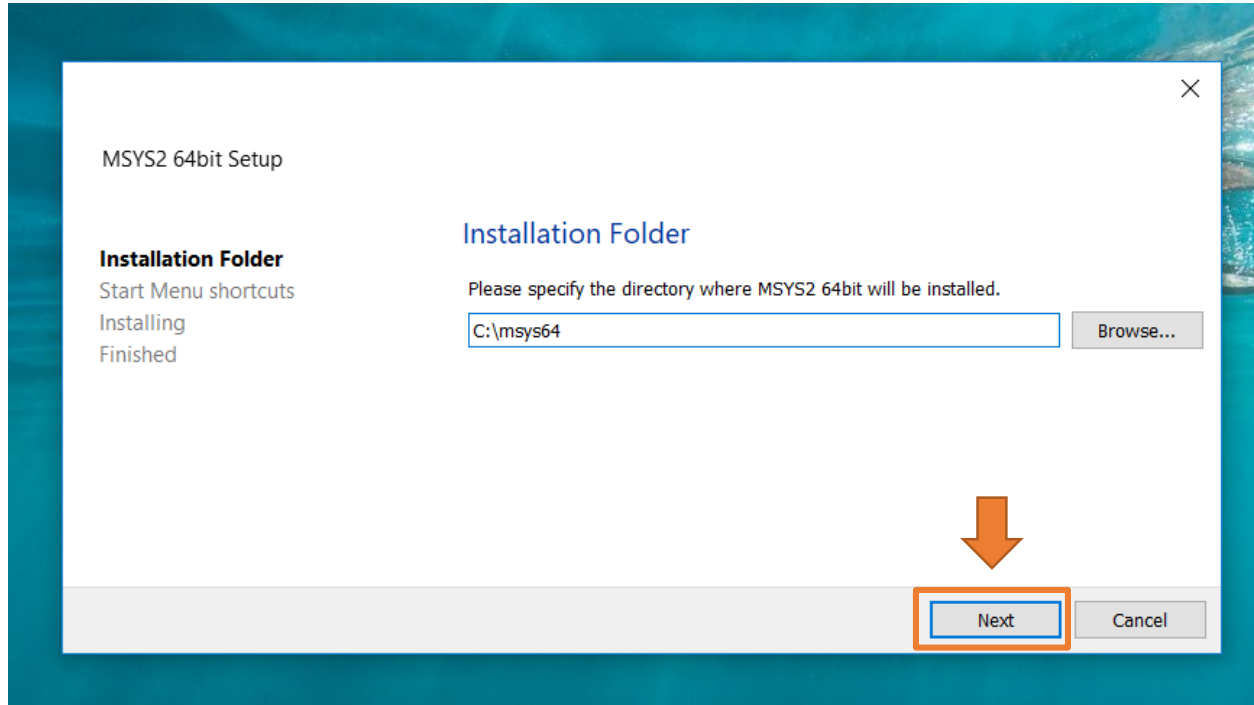 MSYS2 64bit Setup
Installation Folder
Start Menu shortcuts
Installing
Finished
Installation Folder
Please specify the directory where MSYS2 64bit will be installed.
C:\msys64
Browse...
Next
Cancel